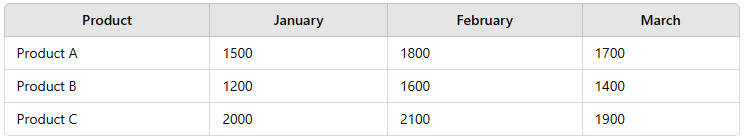 Product January February March
Product A 1500 1800 1700
Product B 1200 1600 1400
Product C 2000 2100 1900